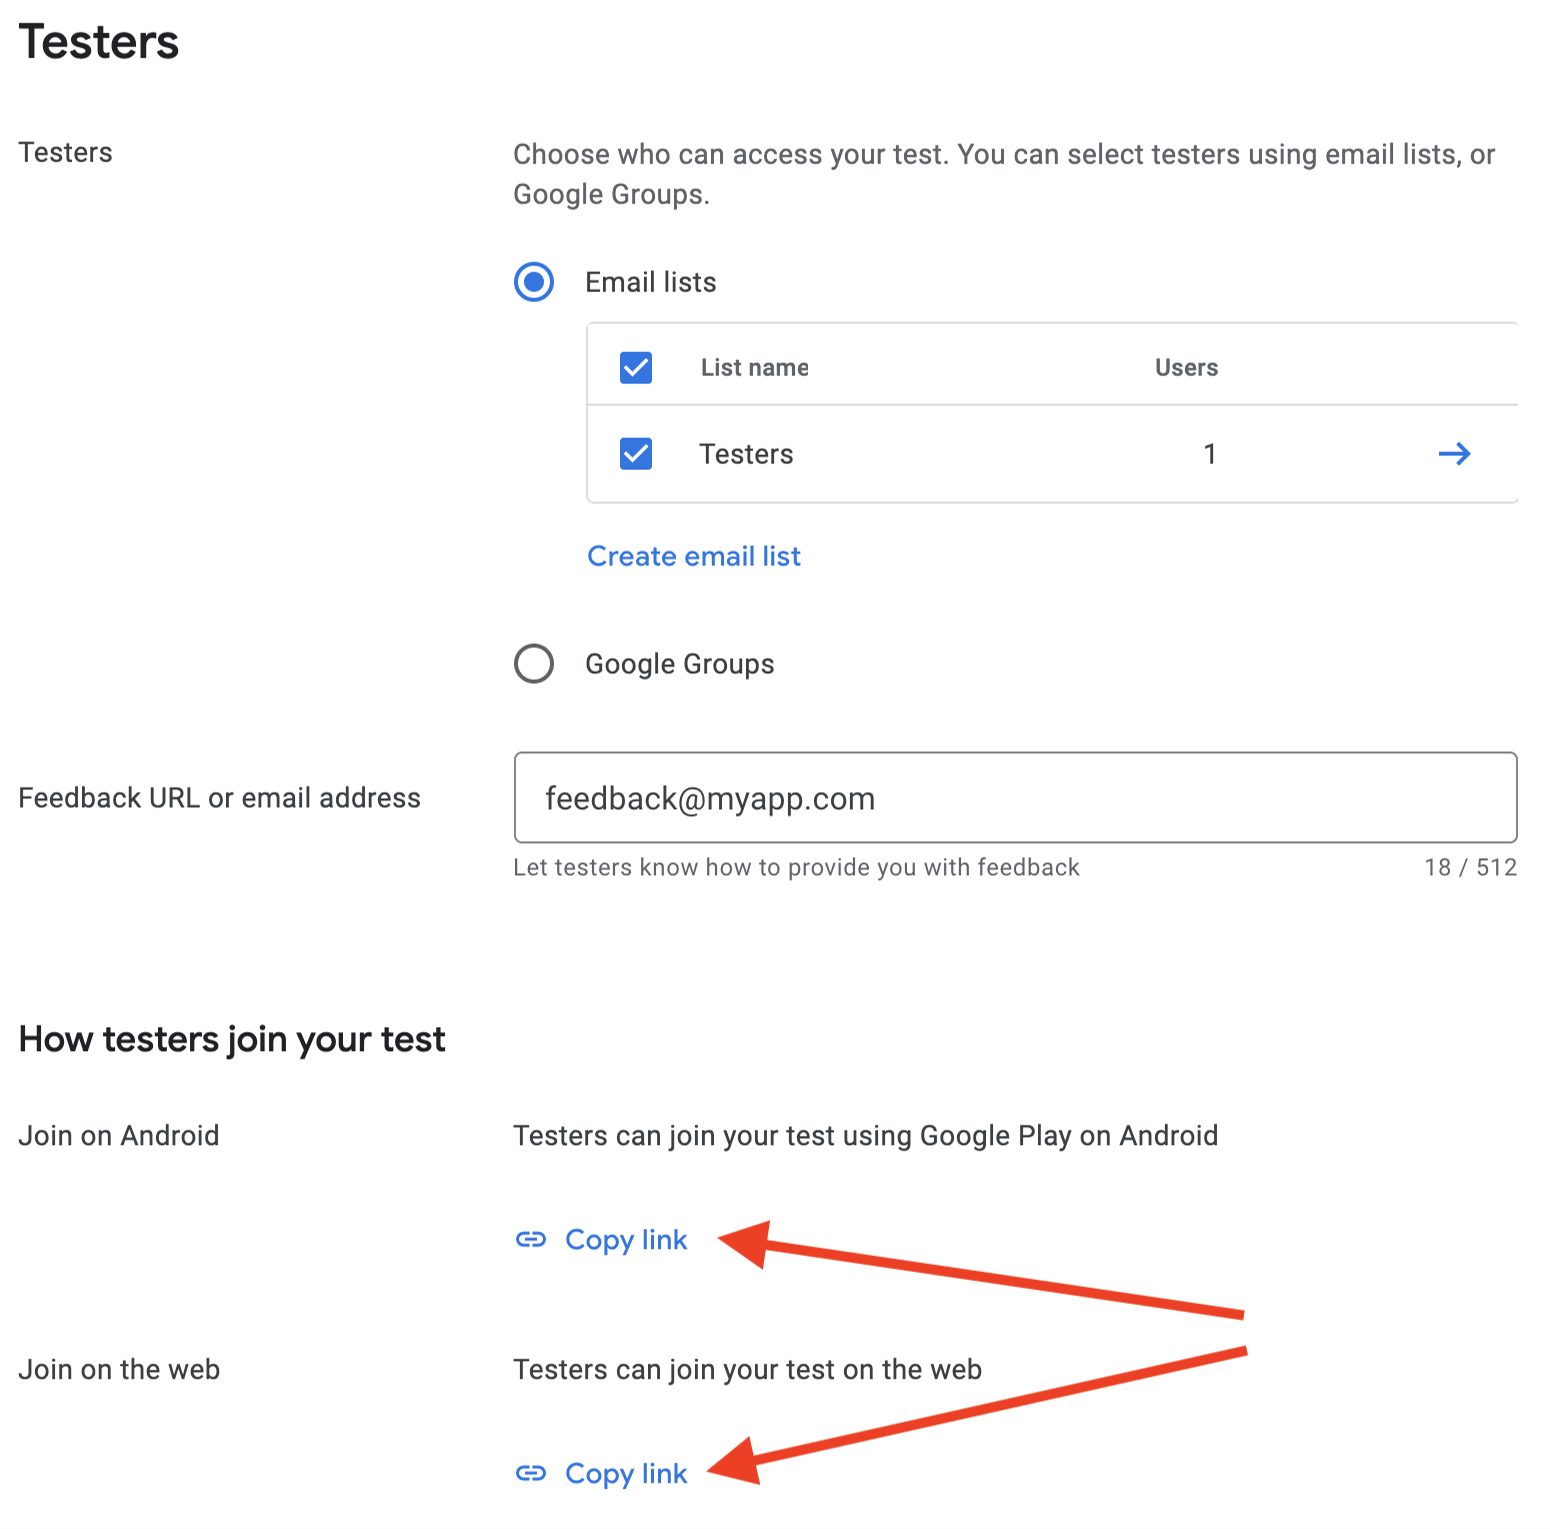 Testers
Testers
Choose who can access your test. You can select testers using email lists, or
Google Groups.
Email lists
List name Users
Testers 1
Create email list
Google Groups
Feedback URL or email address
feedback@myapp.com
Let testers know how to provide you with feedback 18 / 512
How testers join your test
Join on Android
Testers can join your test using Google Play on Android
Copy link
Join on the web
Testers can join your test on the web
Copy link